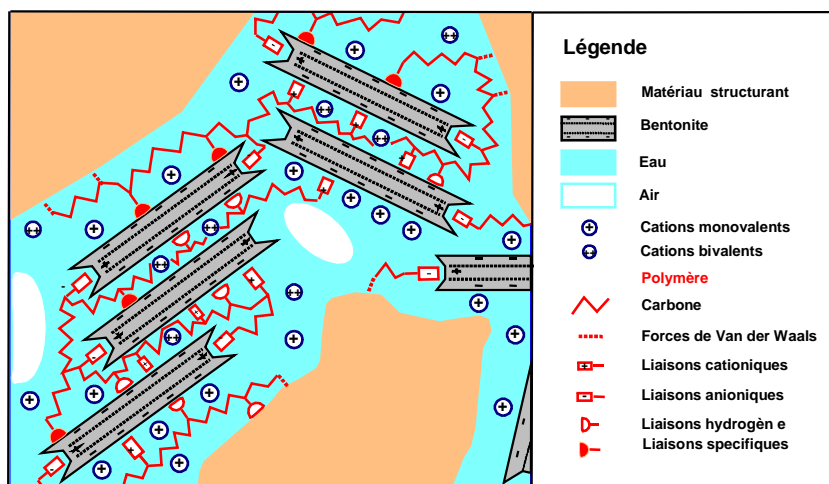 Légende
Matériau structurant
Bentonite
Eau
Air
Cations monovalents
Cations bivalents
Polymère
Carbone
Forces de Van der Waals
Liaisons cationiques
Liaisons anioniques
Liaisons hydrogèn e
Liaisons specifiques